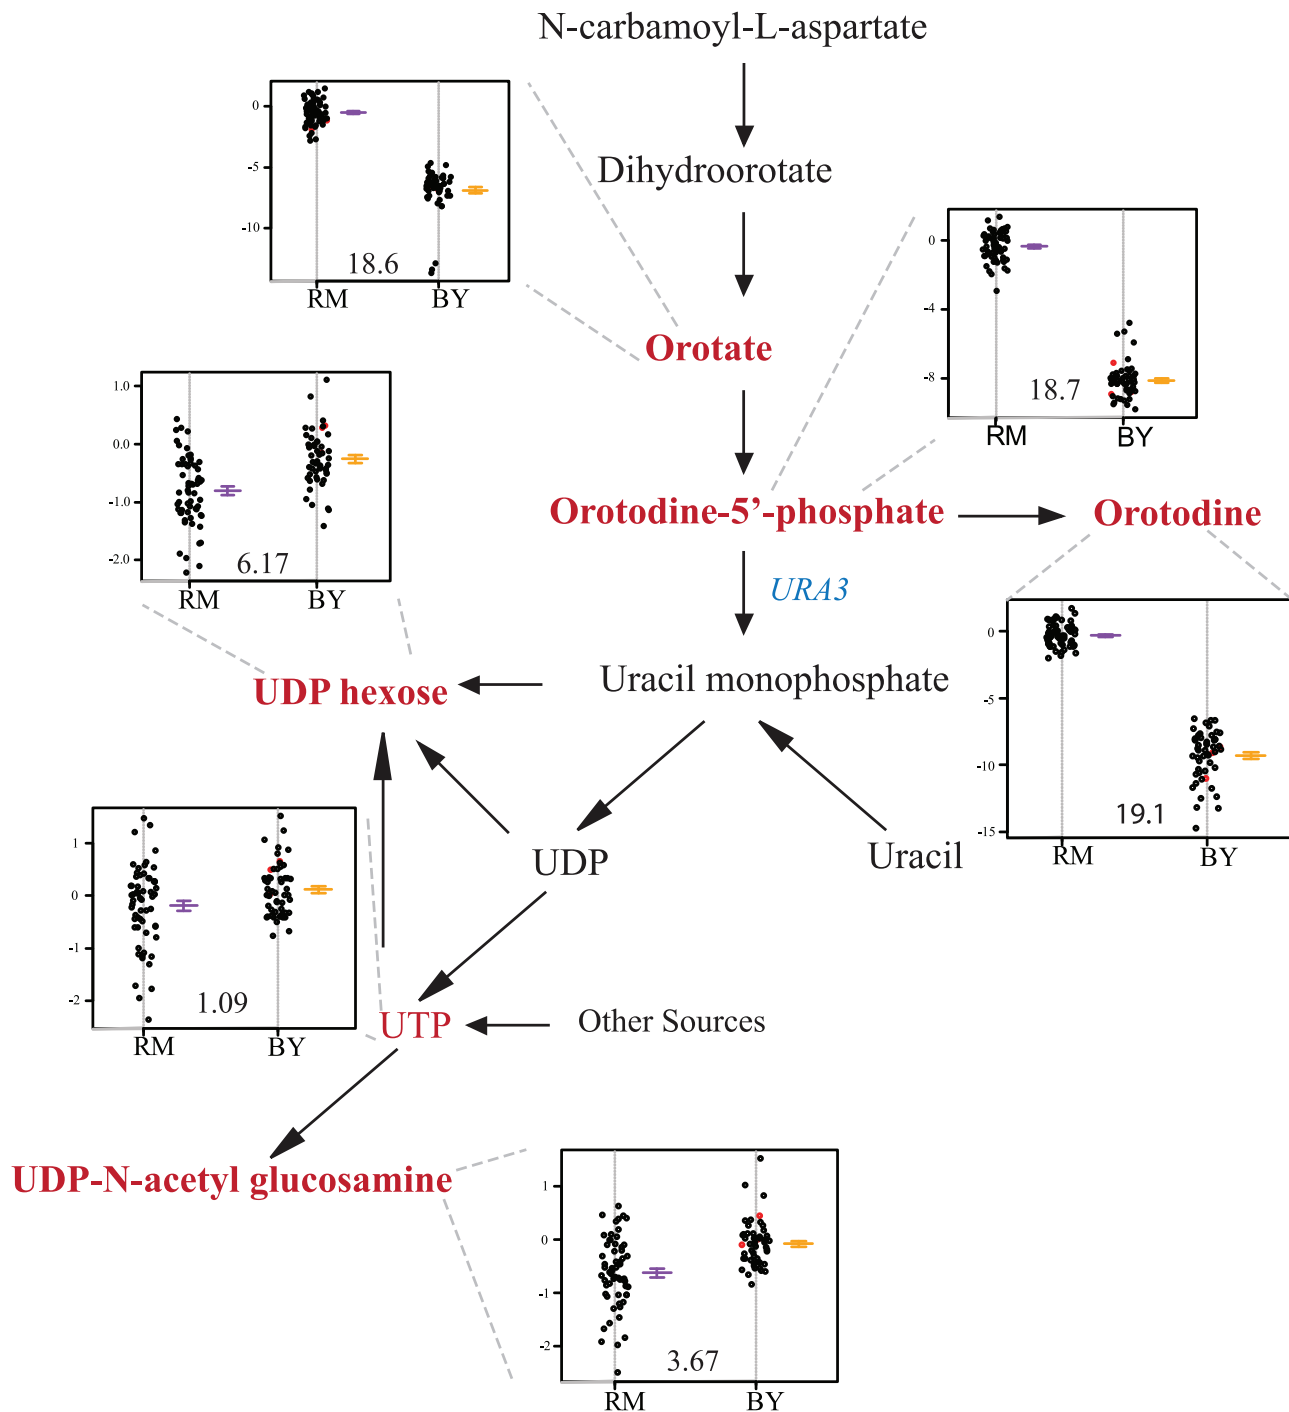 N-carbamoyl-L-aspartate
0
-5
-10
18.6
RM BY
Dihydroorotate
0
-4
-8
18.7
RM BY
Orotate
1.0
0.0
-1.0
-2.0
6.17
RM BY
Orotodine-5’-phosphate
Orotodine
URA3
0
-5
-10
-15
19.1
RM BY
UDP hexose
Uracil monophosphate
1
0
-1
-2
1.09
RM BY
UDP
Uracil
UTP
Other Sources
UDP-N-acetyl glucosamine
1
0
-1
-2
3.67
RM BY